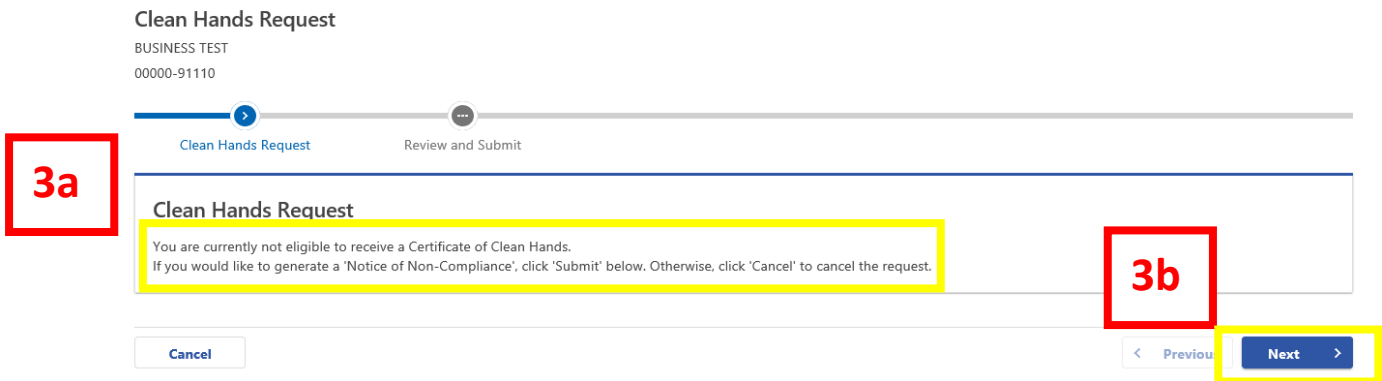 Clean Hands Request
BUSINESS TEST
00000-91110
Clean Hands Request
Review and Submit
3a
Clean Hands Request
You are currently not eligible to receive a Certificate of Clean Hands.
If you would like to generate a 'Notice of Non-Compliance', click 'Submit' below. Otherwise, click 'Cancel' to cancel the request.
3b
Cancel
Previou
Next